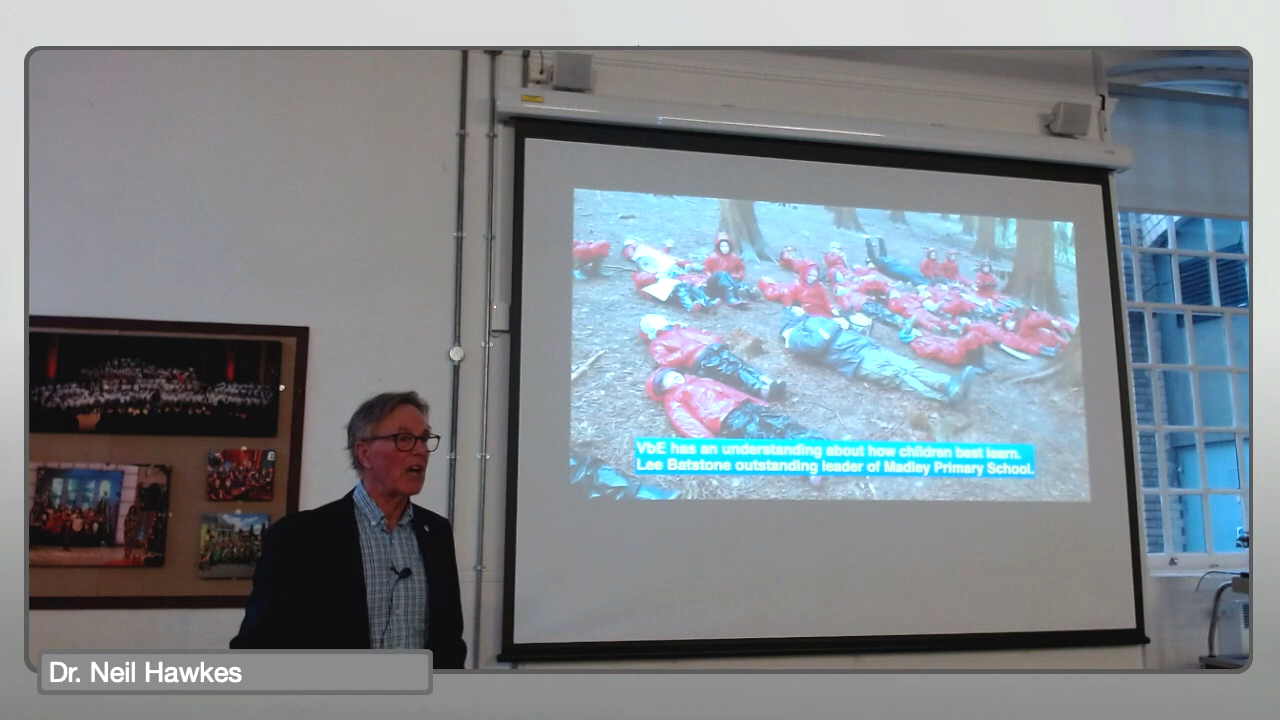 VbE has an understanding about how children best learn.
Lee Batstone outstanding leader of Madley Primary School.
Dr. Neil Hawkes